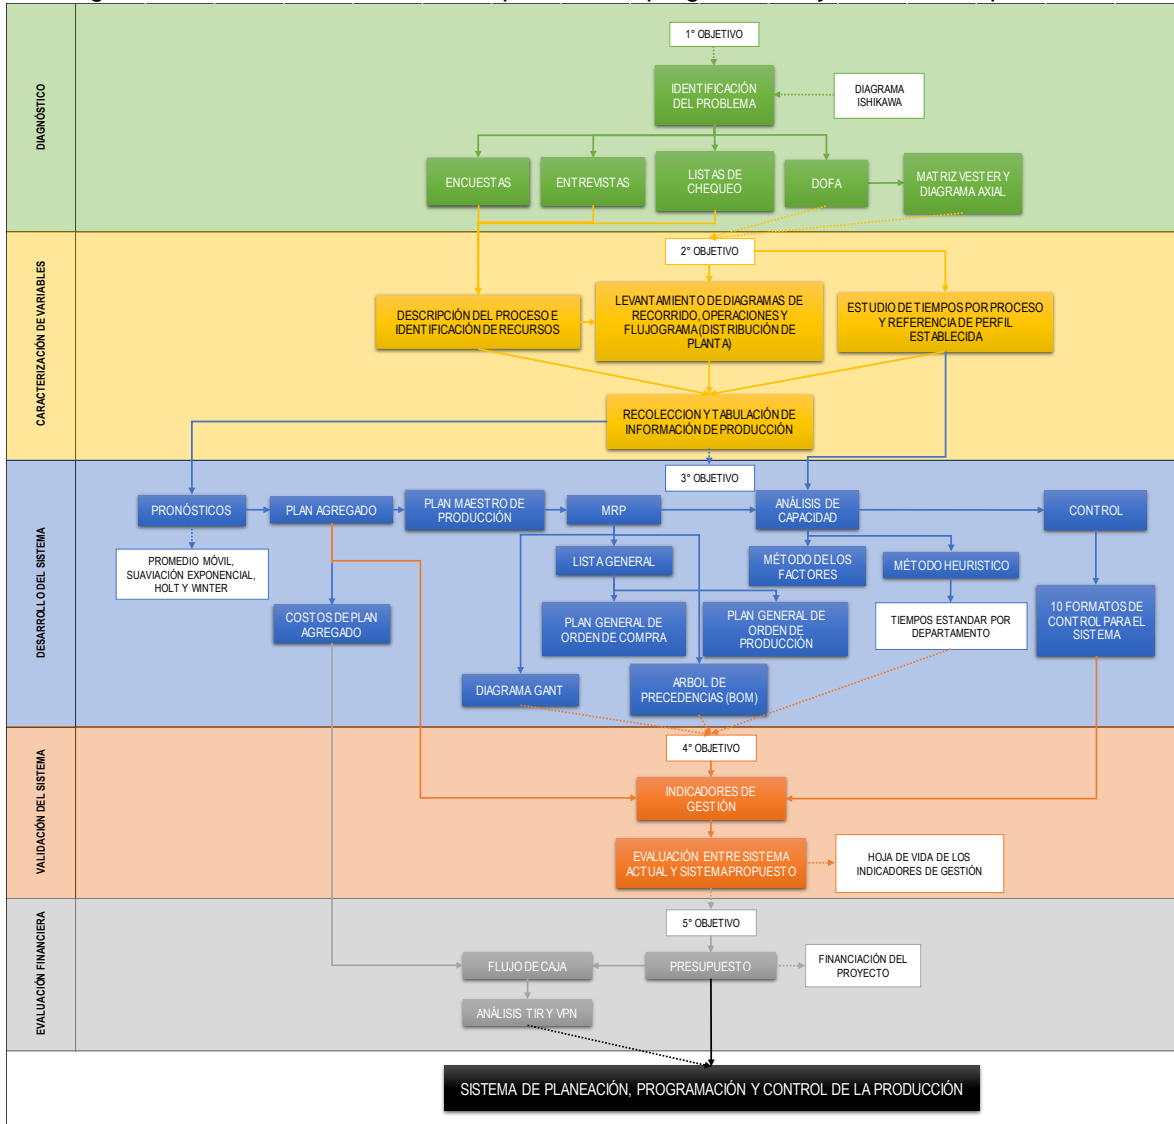 DIAGNÓSTICO
1° OBJETIVO
IDENTIFICACIÓN
DEL PROBLEMA
DIAGRAMA
ISHIKAWA
ENCUESTAS
ENTREVISTAS
LISTAS DE
CHEQUEO
DOFA
MATRIZ VESTER Y
DIAGRAMA AXIAL
CARACTERIZACIÓN DE VARIABLES
2° OBJETIVO
DESCRIPCIÓN DEL PROCESO E
IDENTIFICACIÓN DE RECURSOS
LEVANTAMIENTO DE DIAGRAMAS DE
RECORRIDO, OPERACIONES Y
FLUJOGRAMA (DISTRIBUCIÓN DE
PLANTA)
ESTUDIO DE TIEMPOS POR PROCESO
Y REFERENCIA DE PERFIL
ESTABLECIDA
RECOLECCION Y TABULACIÓN DE
INFORMACIÓN DE PRODUCCIÓN
DESARROLLO DEL SISTEMA
3° OBJETIVO
PRONÓSTICOS
PLAN AGREGADO
PLAN MAESTRO DE
PRODUCCIÓN
MRP
ANÁLISIS DE
CAPACIDAD
CONTROL
PROMEDIO MÓVIL,
SUAVIACIÓN EXPONENCIAL,
HOLT Y WINTER
LISTA GENERAL
MÉTODO DE LOS
FACTORES
MÉTODO HEURISTICO
COSTOS DE PLAN
AGREGADO
PLAN GENERAL DE
ORDEN DE COMPRA
PLAN GENERAL DE
ORDEN DE
PRODUCCIÓN
TIEMPOS ESTANDAR POR
DEPARTAMENTO
10 FORMATOS DE
CONTROL PARA EL
SISTEMA
DIAGRAMA GANT
ARBOL DE
PRECEDENCIAS (BOM)
VALIDACIÓN DEL SISTEMA
4° OBJETIVO
INDICADORES DE
GESTIÓN
EVALUACIÓN ENTRE SISTEMA
ACTUAL Y SISTEMA PROPUESTO
HOJA DE VIDA DE LOS
INDICADORES DE GESTIÓN
EVALUACIÓN FINANCIERA
5° OBJETIVO
FLUJO DE CAJA
PRESUPUESTO
FINANCIACIÓN DEL
PROYECTO
ANÁLISIS TIR Y VPN
SISTEMA DE PLANEACIÓN, PROGRAMACIÓN Y CONTROL DE LA PRODUCCIÓN